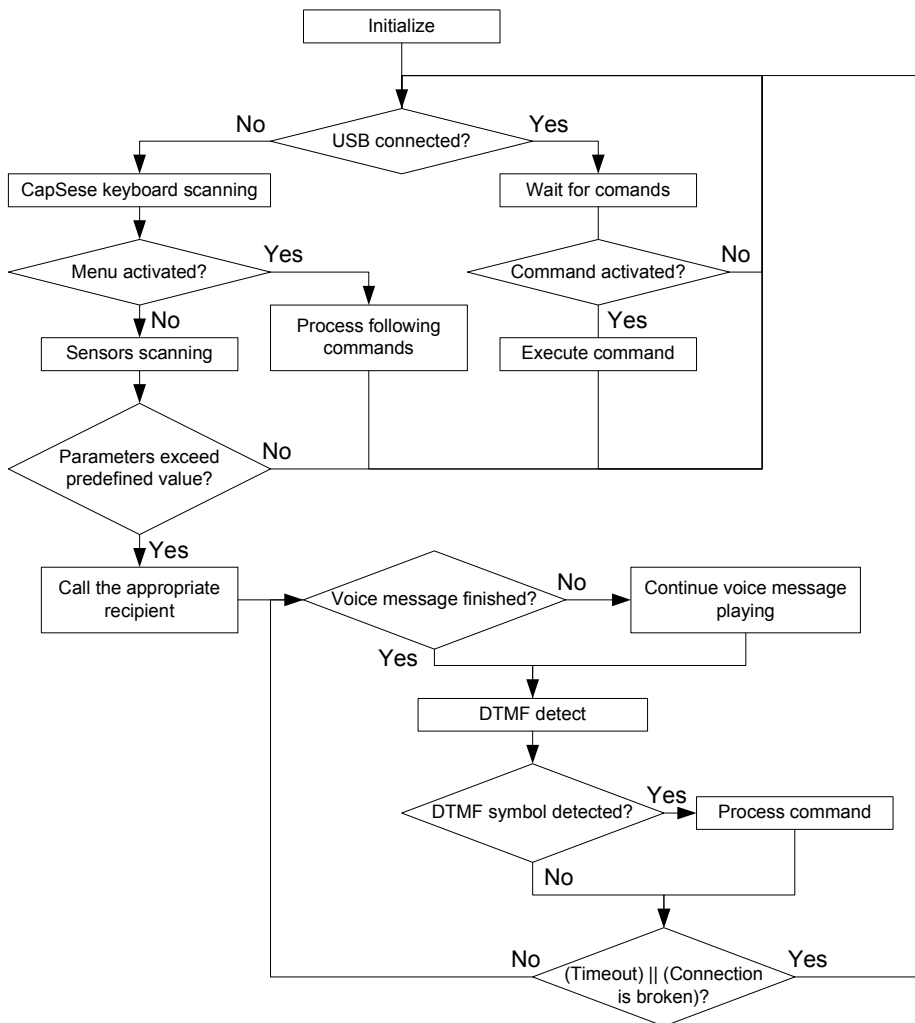 Initialize
USB connected?
No
Yes
CapSese keyboard scanning
Wait for comands
Menu activated?
Yes
Command activated?
No
No
Yes
Sensors scanning
Process following
commands
Execute command
Parameters exceed
predefined value?
No
Yes
Call the appropriate
recipient
Voice message finished?
No
Continue voice message
playing
Yes
DTMF detect
DTMF symbol detected?
Yes
Process command
No
(Timeout) || (Connection
is broken)?
No
Yes